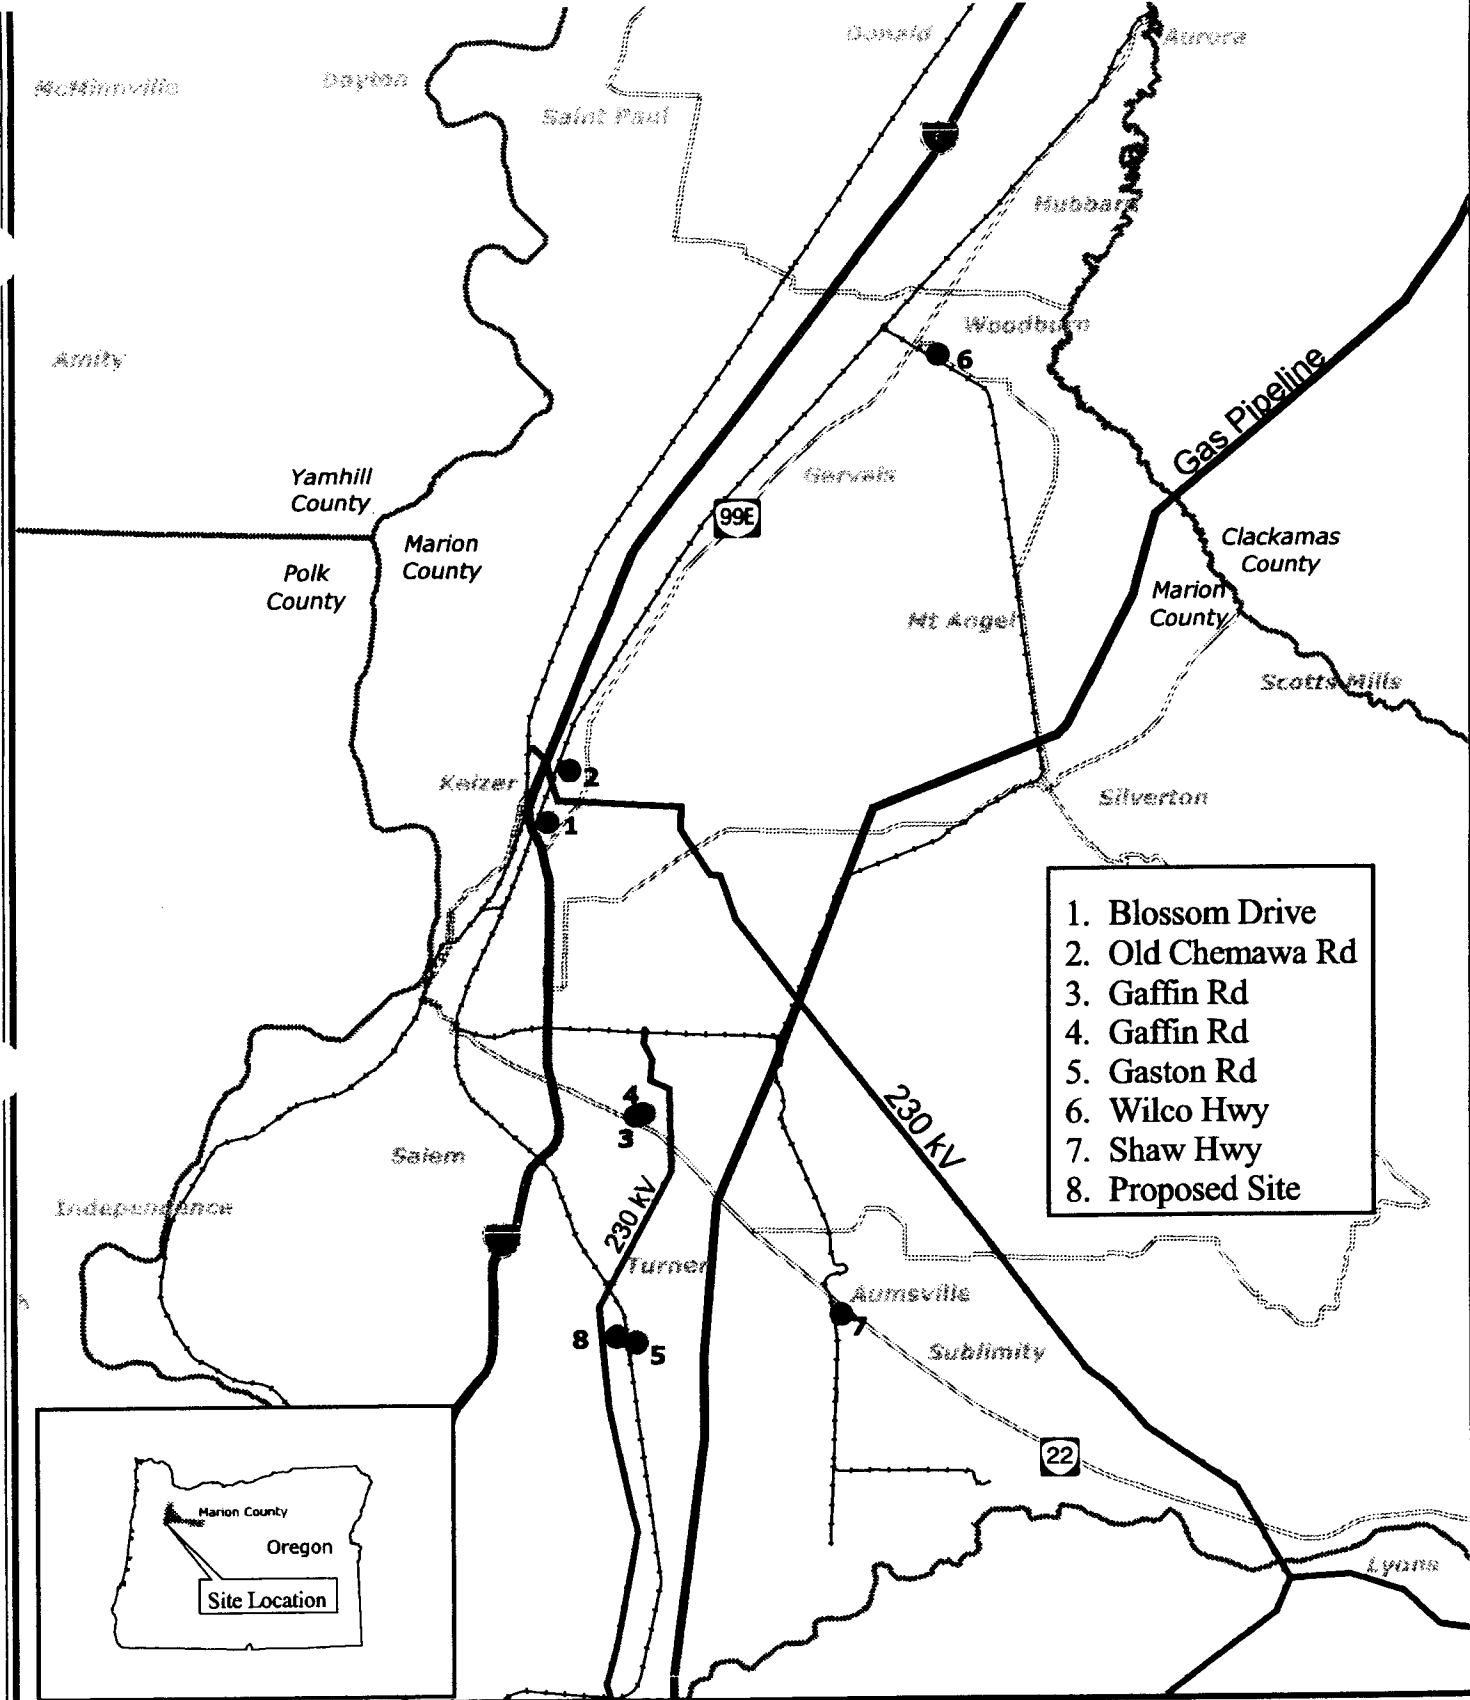 Donald
Aurora
McMinnville
Dayton
Saint Paul
Hubbard
Woodburn
6
Amity
Gas Pipeline
Yamhill
County
Gervais
99E
Marion
County
Clackamas
County
Polk
County
Marion
County
Mt Angel
Scotts Mills
Keizer
2
Silverton
1
1. Blossom Drive
2. Old Chemawa Rd
3. Gaffin Rd
4. Gaffin Rd
5. Gaston Rd
6. Wilco Hwy
7. Shaw Hwy
8. Proposed Site
4
3
230 kV
Salem
Independence
230 kV
Turner
Aumsville
7
8
5
Sublimity
22
Marion County
Oregon
Site Location
Lyons